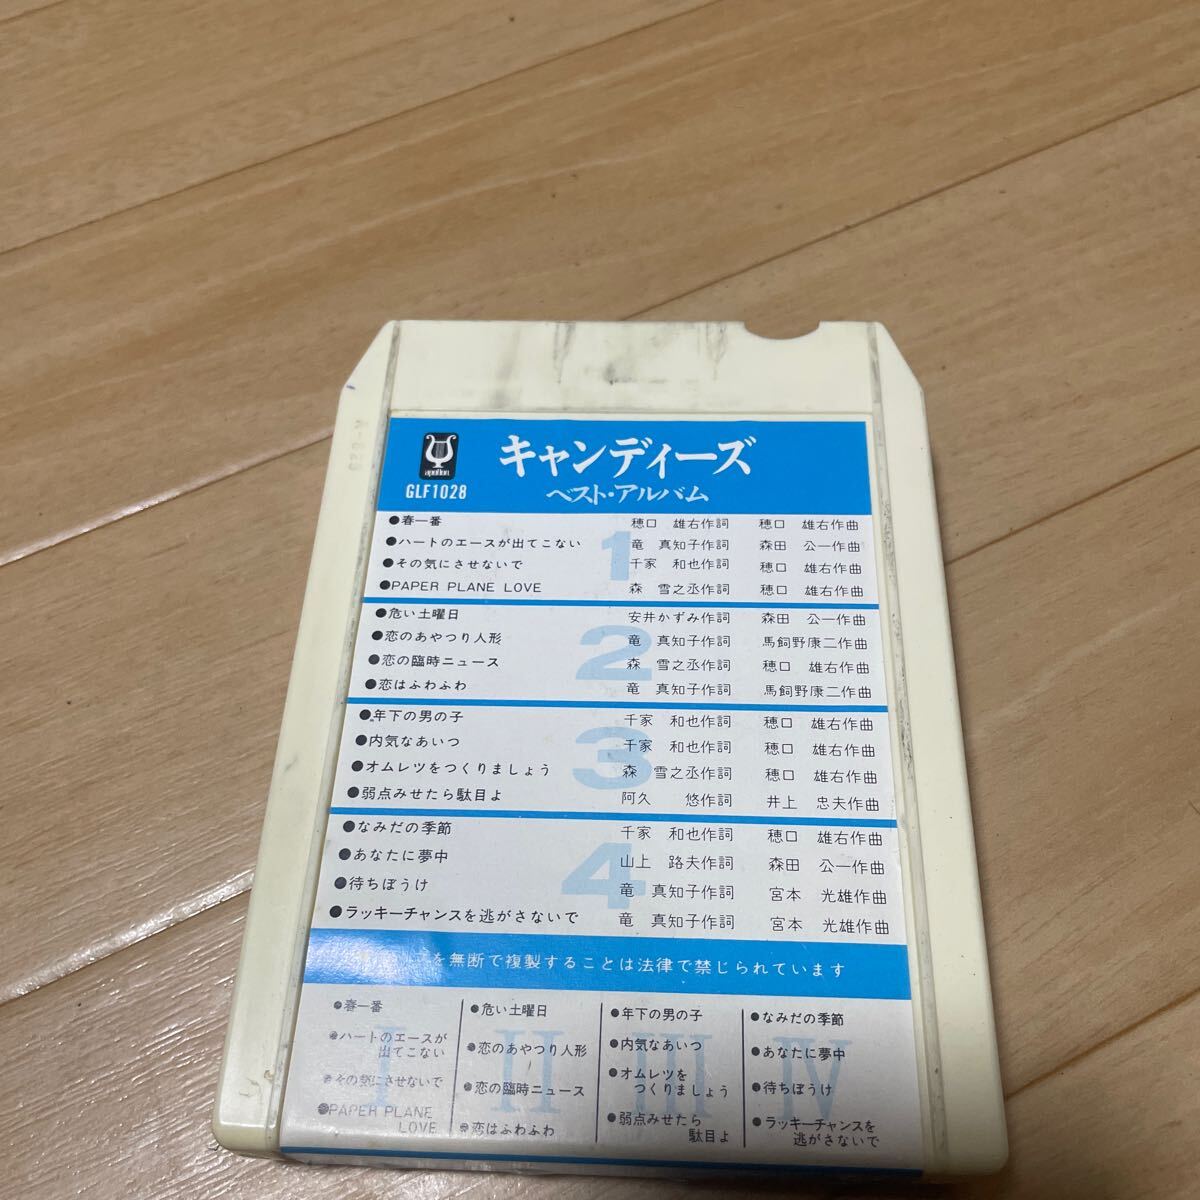 キャンディーズ
ベスト・アルバム
apollon
GLF1028
1
●春一番 穂口 雄右作詞 穂口 雄右作曲
●ハートのエースが出てこない 竜 真知子作詞 森田 公一作曲
●その気にさせないで 千家 和也作詞 穂口 雄右作曲
●PAPER PLANE LOVE 森 雪之丞作詞 穂口 雄右作曲
2
●危い土曜日 安井かずみ作詞 森田 公一作曲
●恋のあやつり人形 竜 真知子作詞 馬飼野康二作曲
●恋の臨時ニュース 森 雪之丞作詞 穂口 雄右作曲
●恋はふわふわ 竜 真知子作詞 馬飼野康二作曲
3
●年下の男の子 千家 和也作詞 穂口 雄右作曲
●内気なあいつ 千家 和也作詞 穂口 雄右作曲
●オムレツをつくりましょう 森 雪之丞作詞 穂口 雄右作曲
●弱点みせたら駄目よ 阿久 悠作詞 井上 忠夫作曲
4
●なみだの季節 千家 和也作詞 穂口 雄右作曲
●あなたに夢中 山上 路夫作詞 森田 公一作曲
●待ちぼうけ 竜 真知子作詞 宮本 光雄作曲
●ラッキーチャンスを逃がさないで 竜 真知子作詞 宮本 光雄作曲
を無断で複製することは法律で禁じられています
I
●春一番
●ハートのエースが
出てこない
●その気にさせないで
●PAPER PLANE
LOVE
II
●危い土曜日
●恋のあやつり人形
●恋の臨時ニュース
●恋はふわふわ
III
●年下の男の子
●内気なあいつ
●オムレツを
つくりましょう
●弱点みせたら
駄目よ
IV
●なみだの季節
●あなたに夢中
●待ちぼうけ
●ラッキーチャンスを
逃がさないで